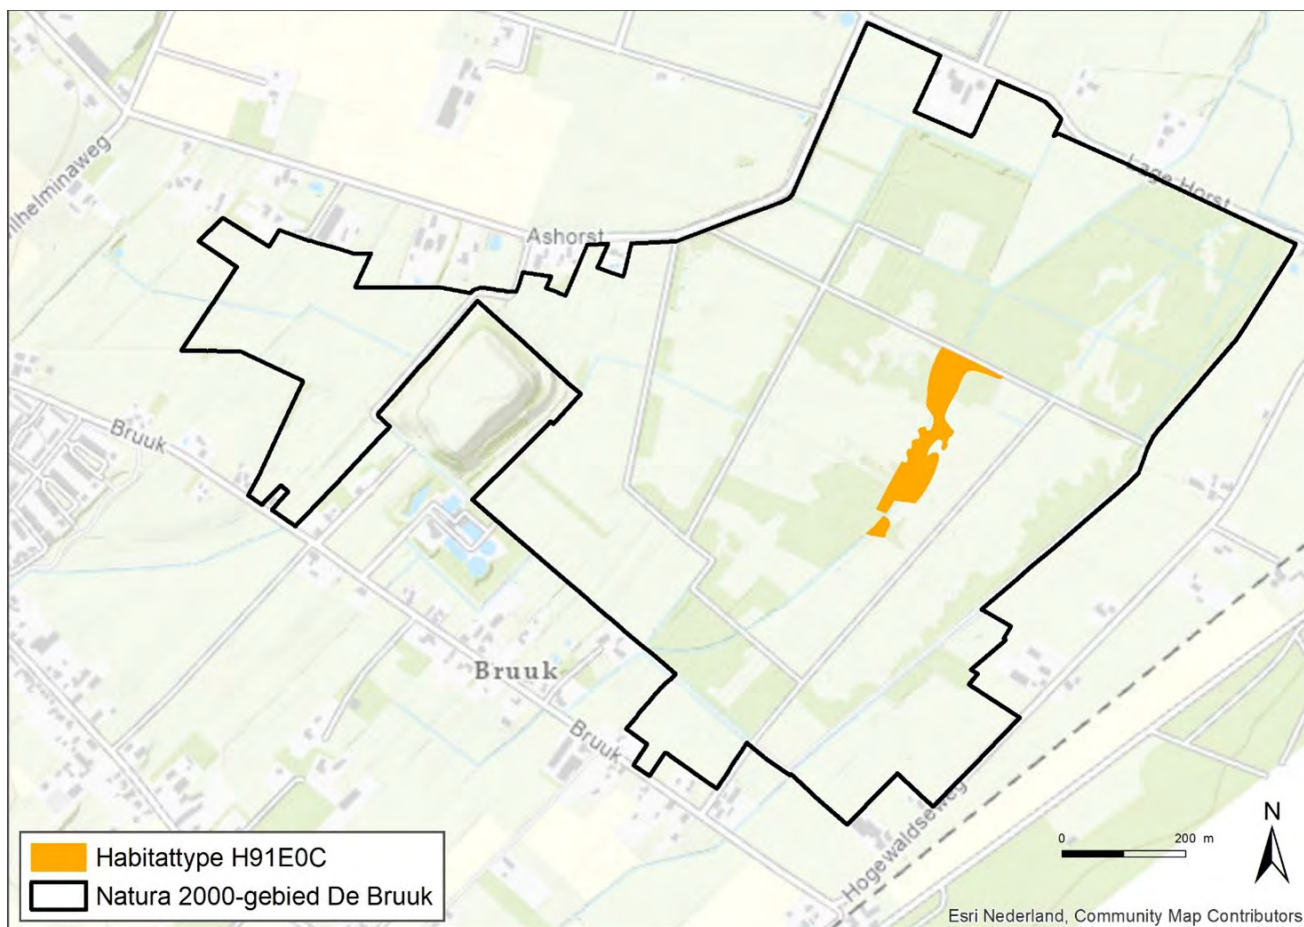 Lage Horst
lhelminaweg
Ashorst
Bruuk
Bruuk
Bruuk
Hogewaldseweg
N
0 200 m
Habitattype H91E0C
Natura 2000-gebied De Bruuk
Esri Nederland, Community Map Contributors